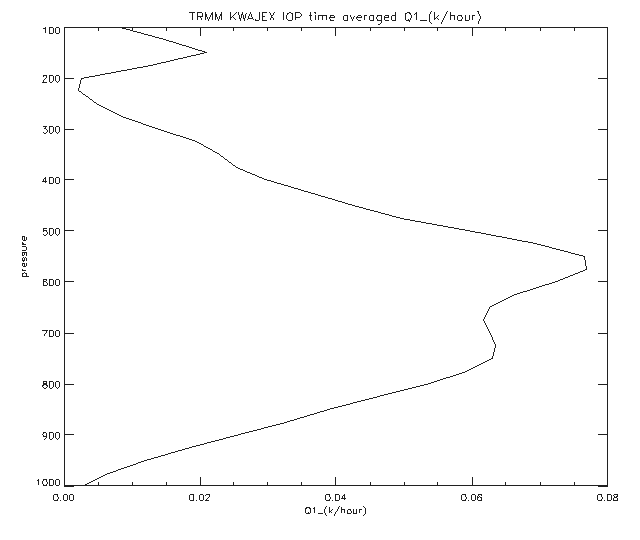 TRMM KWAJEX IOP time averaged Q1_(k/hour)
100
200
300
400
500
600
700
800
900
1000
pressure
0.00 0.02 0.04 0.06 0.08
Q1_(k/hour)